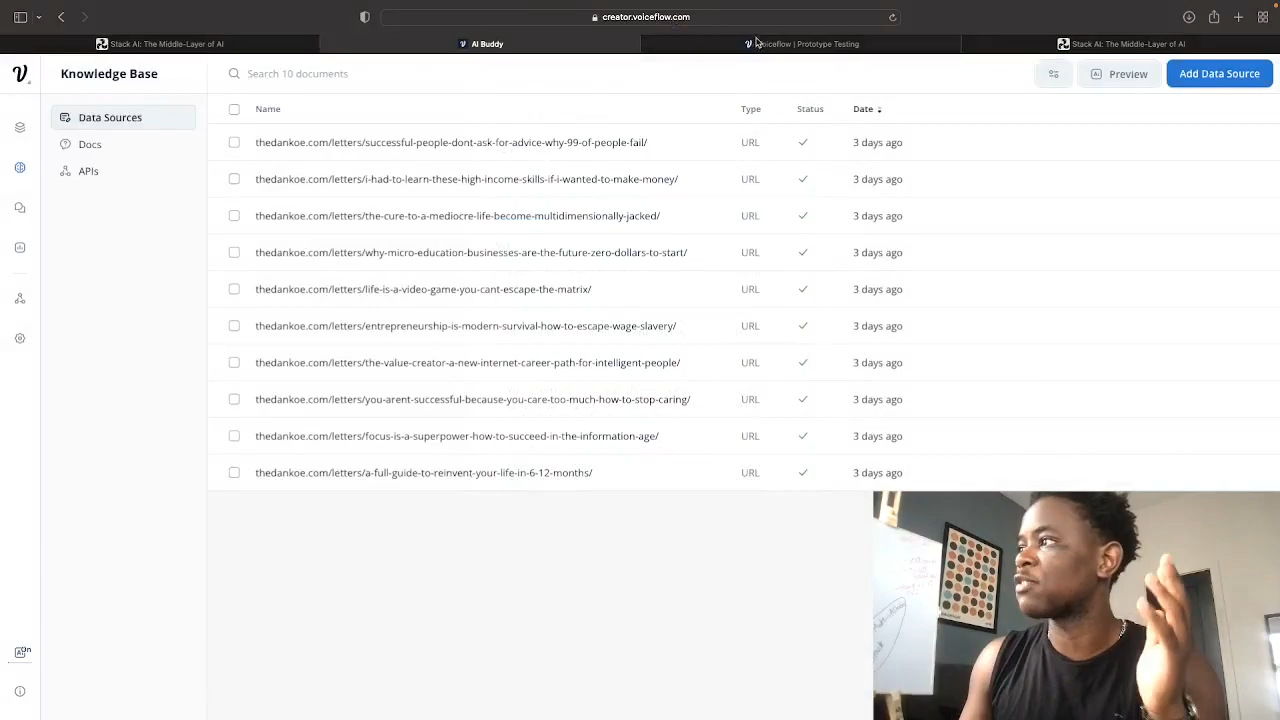 creator.voiceflow.com
Stack AI: The Middle-Layer of AI
AI Buddy
Voiceflow | Prototype Testing
Stack AI: The Middle-Layer of AI
Knowledge Base
Search 10 documents
Preview
Add Data Source
Data Sources
Docs
APIs
Name Type Status Date
thedankoe.com/letters/successful-people-dont-ask-for-advice-why-99-of-people-fail/ URL 3 days ago
thedankoe.com/letters/i-had-to-learn-these-high-income-skills-if-i-wanted-to-make-money/ URL 3 days ago
thedankoe.com/letters/the-cure-to-a-mediocre-life-become-multidimensionally-jacked/ URL 3 days ago
thedankoe.com/letters/why-micro-education-businesses-are-the-future-zero-dollars-to-start/ URL 3 days ago
thedankoe.com/letters/life-is-a-video-game-you-cant-escape-the-matrix/ URL 3 days ago
thedankoe.com/letters/entrepreneurship-is-modern-survival-how-to-escape-wage-slavery/ URL 3 days ago
thedankoe.com/letters/the-value-creator-a-new-internet-career-path-for-intelligent-people/ URL 3 days ago
thedankoe.com/letters/you-arent-successful-because-you-care-too-much-how-to-stop-caring/ URL 3 days ago
thedankoe.com/letters/focus-is-a-superpower-how-to-succeed-in-the-information-age/ URL 3 days ago
thedankoe.com/letters/a-full-guide-to-reinvent-your-life-in-6-12-months/ URL 3 days ago